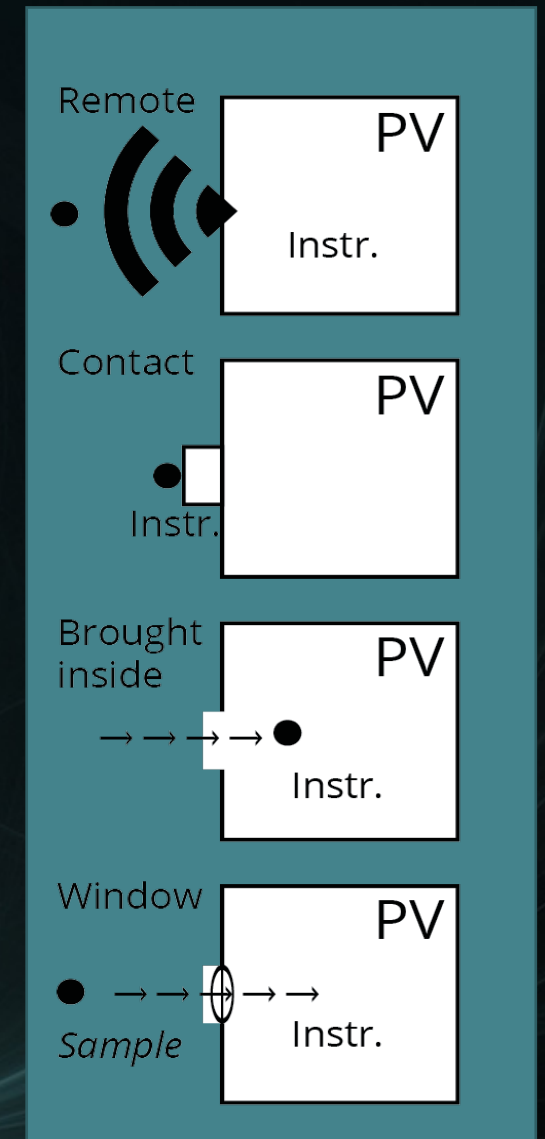 Remote
PV
Instr.
Contact
PV
Instr.
Brought
inside
PV
Instr.
Window
PV
Instr.
Sample